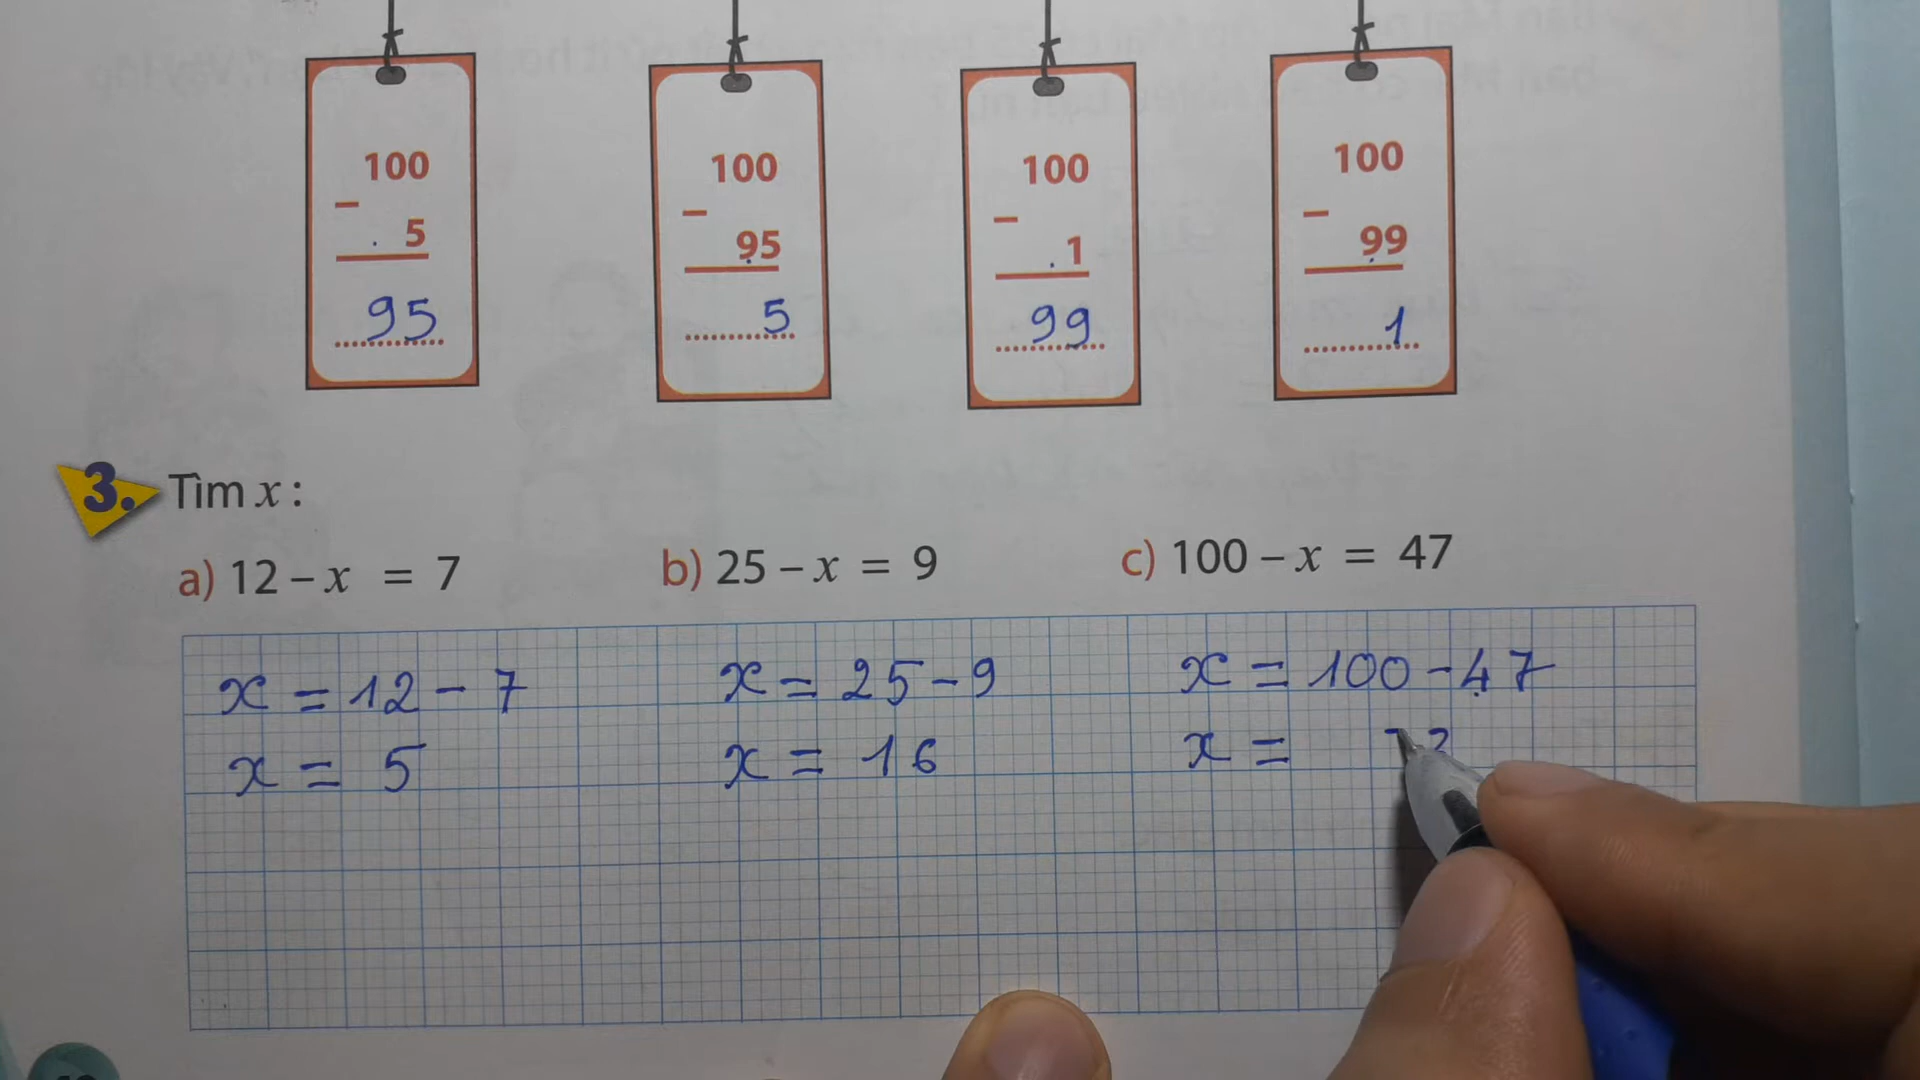 100 100 100 100
- - - -
5 95 1 99
95 5 99 1
3. Tìm x :
a) 12 – x = 7 b) 25 – x = 9 c) 100 – x = 47
x = 12 - 7 x = 25 - 9 x = 100 - 47
x = 5 x = 16 x =